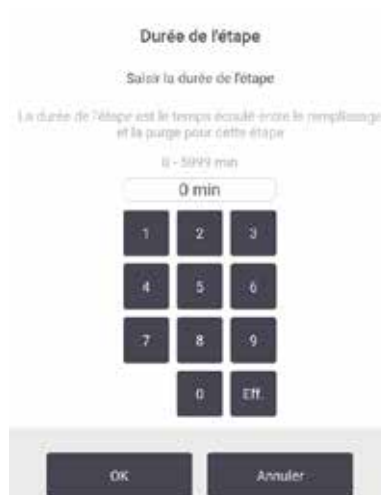 Durée de l'étape
Saisir la durée de l'étape
La durée de l'étape est le temps écoulé entre le remplissage
et la purge pour cette étape
0 - 5999 min
0 min
1 2 3
4 5 6
7 8 9
0 Eff.
OK Annuler